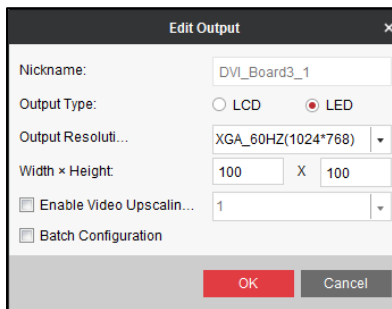 Edit Output ×
Nickname: DVI_Board3_1
Output Type: LCD LED
Output Resoluti... XGA_60HZ(1024*768)
Width × Height: 100 X 100
Enable Video Upscalin... 1
Batch Configuration
OK Cancel